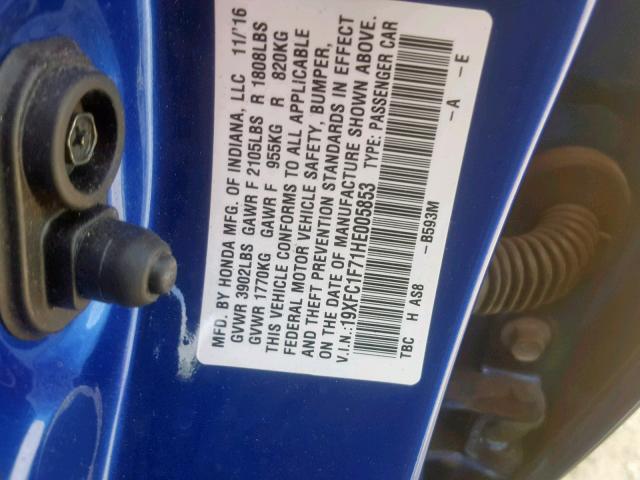 MFD. BY HONDA MFG. OF INDIANA, LLC 11/'16
GVWR 3902LBS GAWR F 2105LBS R 1808LBS
GVWR 1770KG GAWR F 955KG R 820KG
THIS VEHICLE CONFORMS TO ALL APPLICABLE
FEDERAL MOTOR VEHICLE SAFETY, BUMPER,
AND THEFT PREVENTION STANDARDS IN EFFECT
ON THE DATE OF MANUFACTURE SHOWN ABOVE.
V.I.N.:19XFC1F71HE005853 TYPE: PASSENGER CAR
TBC H AS8 -B593M -A -E